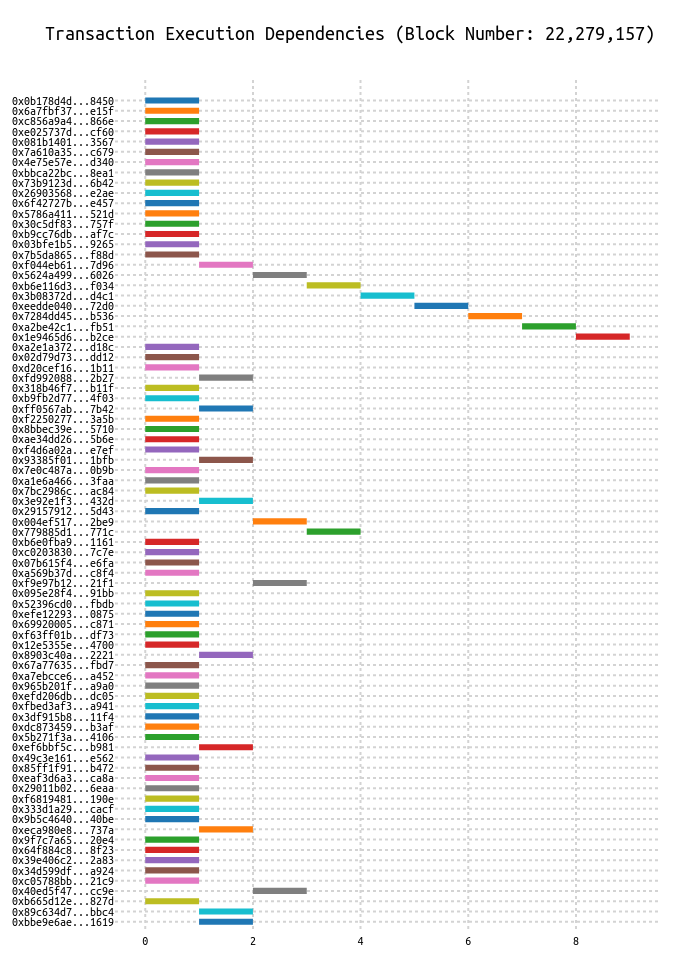 Transaction Execution Dependencies (Block Number: 22,279,157)
0x0b178d4d...8450
0x6a7fbf37...e15f
0xc856a9a4...866e
0xe025737d...cf60
0x081b1401...3567
0x7a610a35...c679
0x4e75e57e...d340
0xbbca22bc...8ea1
0x73b9123d...6b42
0x26903568...e2ae
0x6f42727b...e457
0x5786a411...521d
0x30c5df83...757f
0xb9cc76db...af7c
0x03bfe1b5...9265
0x7b5da865...f88d
0xf044eb61...7d96
0x5624a499...6026
0xb6e116d3...f034
0x3b08372d...d4c1
0xeedde040...72d0
0x7284dd45...b536
0xa2be42c1...fb51
0x1e9465d6...b2ce
0xa2e1a372...d18c
0x02d79d73...dd12
0xd20cef16...1b11
0xfd992088...2b27
0x318b46f7...b11f
0xb9fb2d77...4f03
0xff0567ab...7b42
0xf2250277...3a5b
0x8bbec39e...5710
0xae34dd26...5b6e
0xf4d6a02a...e7ef
0x93385f01...1bfb
0x7e0c487a...0b9b
0xa1e6a466...3faa
0x7bc2986c...ac84
0x3e92e1f3...432d
0x29157912...5d43
0x004ef517...2be9
0x779885d1...771c
0xb6e0fba9...1161
0xc0203830...7c7e
0x07b615f4...e6fa
0xa569b37d...c8f4
0xf9e97b12...21f1
0x095e28f4...91bb
0x52396cd0...fbdb
0xefe12293...0875
0x69920005...c871
0xf63ff01b...df73
0x12e5355e...4700
0x8903c40a...2221
0x67a77635...fbd7
0xa7ebcce6...a452
0x965b201f...a9a0
0xefd206db...dc05
0xfbed3af3...a941
0x3df915b8...11f4
0xdc873459...b3af
0x5b271f3a...4106
0xef6bbf5c...b981
0x49c3e161...e562
0x85ff1f91...b472
0xeaf3d6a3...ca8a
0x29011b02...6eaa
0xf6819481...190e
0x333d1a29...cacf
0x9b5c4640...40be
0xeca980e8...737a
0x9f7c7a65...20e4
0x64f884c8...8f23
0x39e406c2...2a83
0x34d599df...a924
0xc05788bb...21c9
0x40ed5f47...cc9e
0xb665d12e...827d
0x89c634d7...bbc4
0xbbe9e6ae...1619
0 2 4 6 8